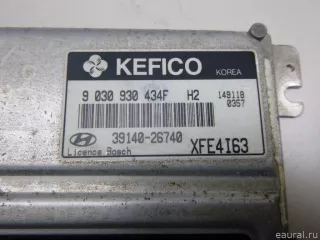 KEFICO KOREA
9 030 930 434F H2 149118
0357
39140-26740 XFE4I63
Licence Bosch
© eaural.ru